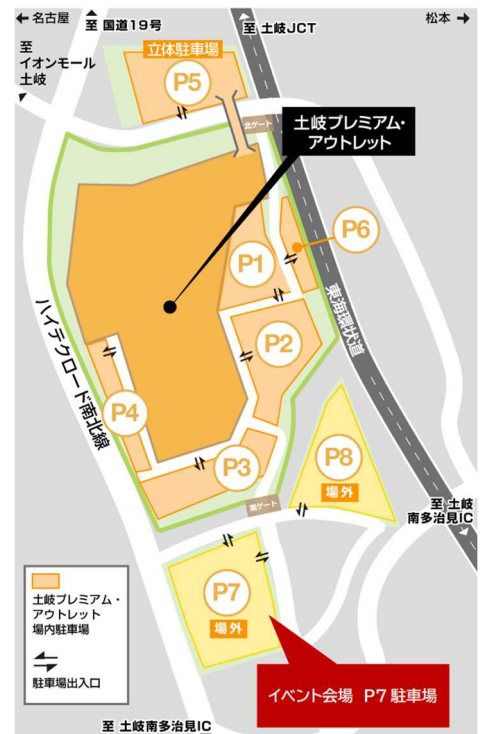 ← 名古屋
至 国道19号
至 土岐JCT
松本 →
至
イオンモール
土岐
立体駐車場
P5
北ゲート
土岐プレミアム・
アウトレット
P6
P1
東海環状道
P2
ハイテクロード南北線
P4
P3
P8
場外
南ゲート
至 土岐
南多治見IC
P7
場外
土岐プレミアム・
アウトレット
場内駐車場
駐車場出入口
イベント会場 P7 駐車場
至 土岐南多治見IC